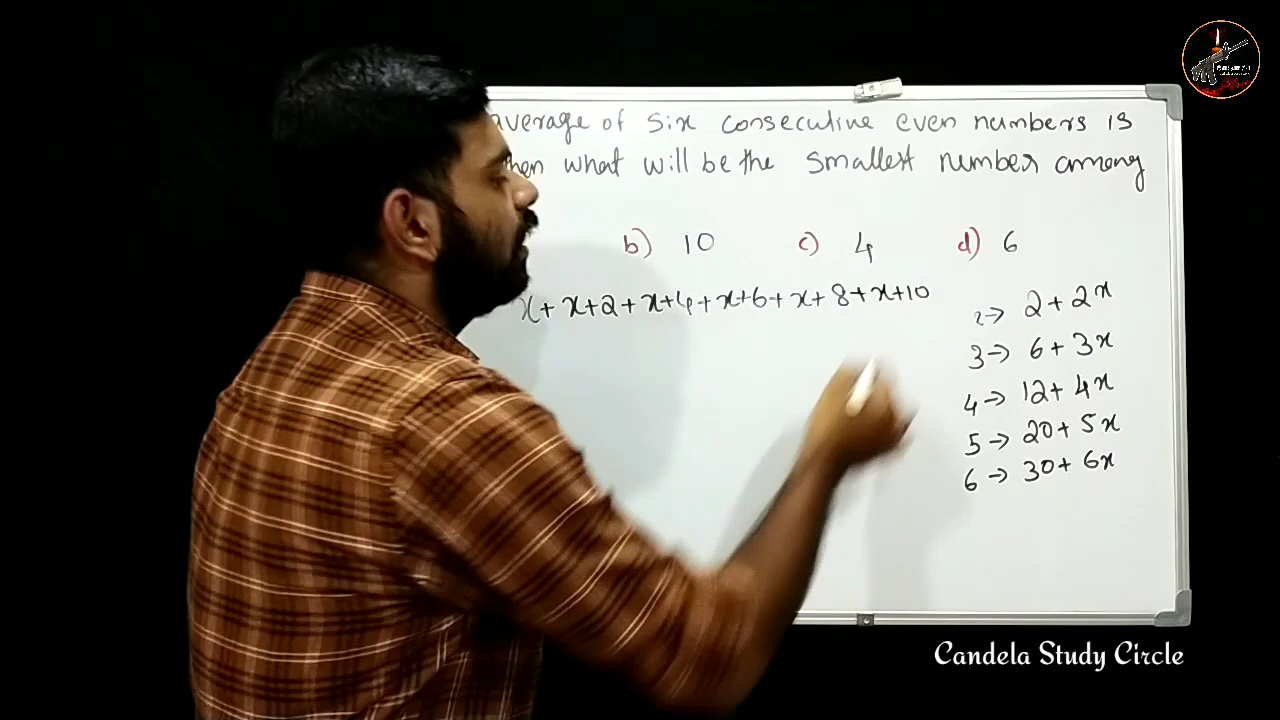 average of six consecutive even numbers is
what will be the smallest number among
b) 10 c) 4 d) 6
x+ x+2+x+4+x+6+x+8+x+10
2→ 2+2x
3→ 6+3x
4→ 12+4x
5→ 20+5x
6→ 30+6x
Candela Study Circle